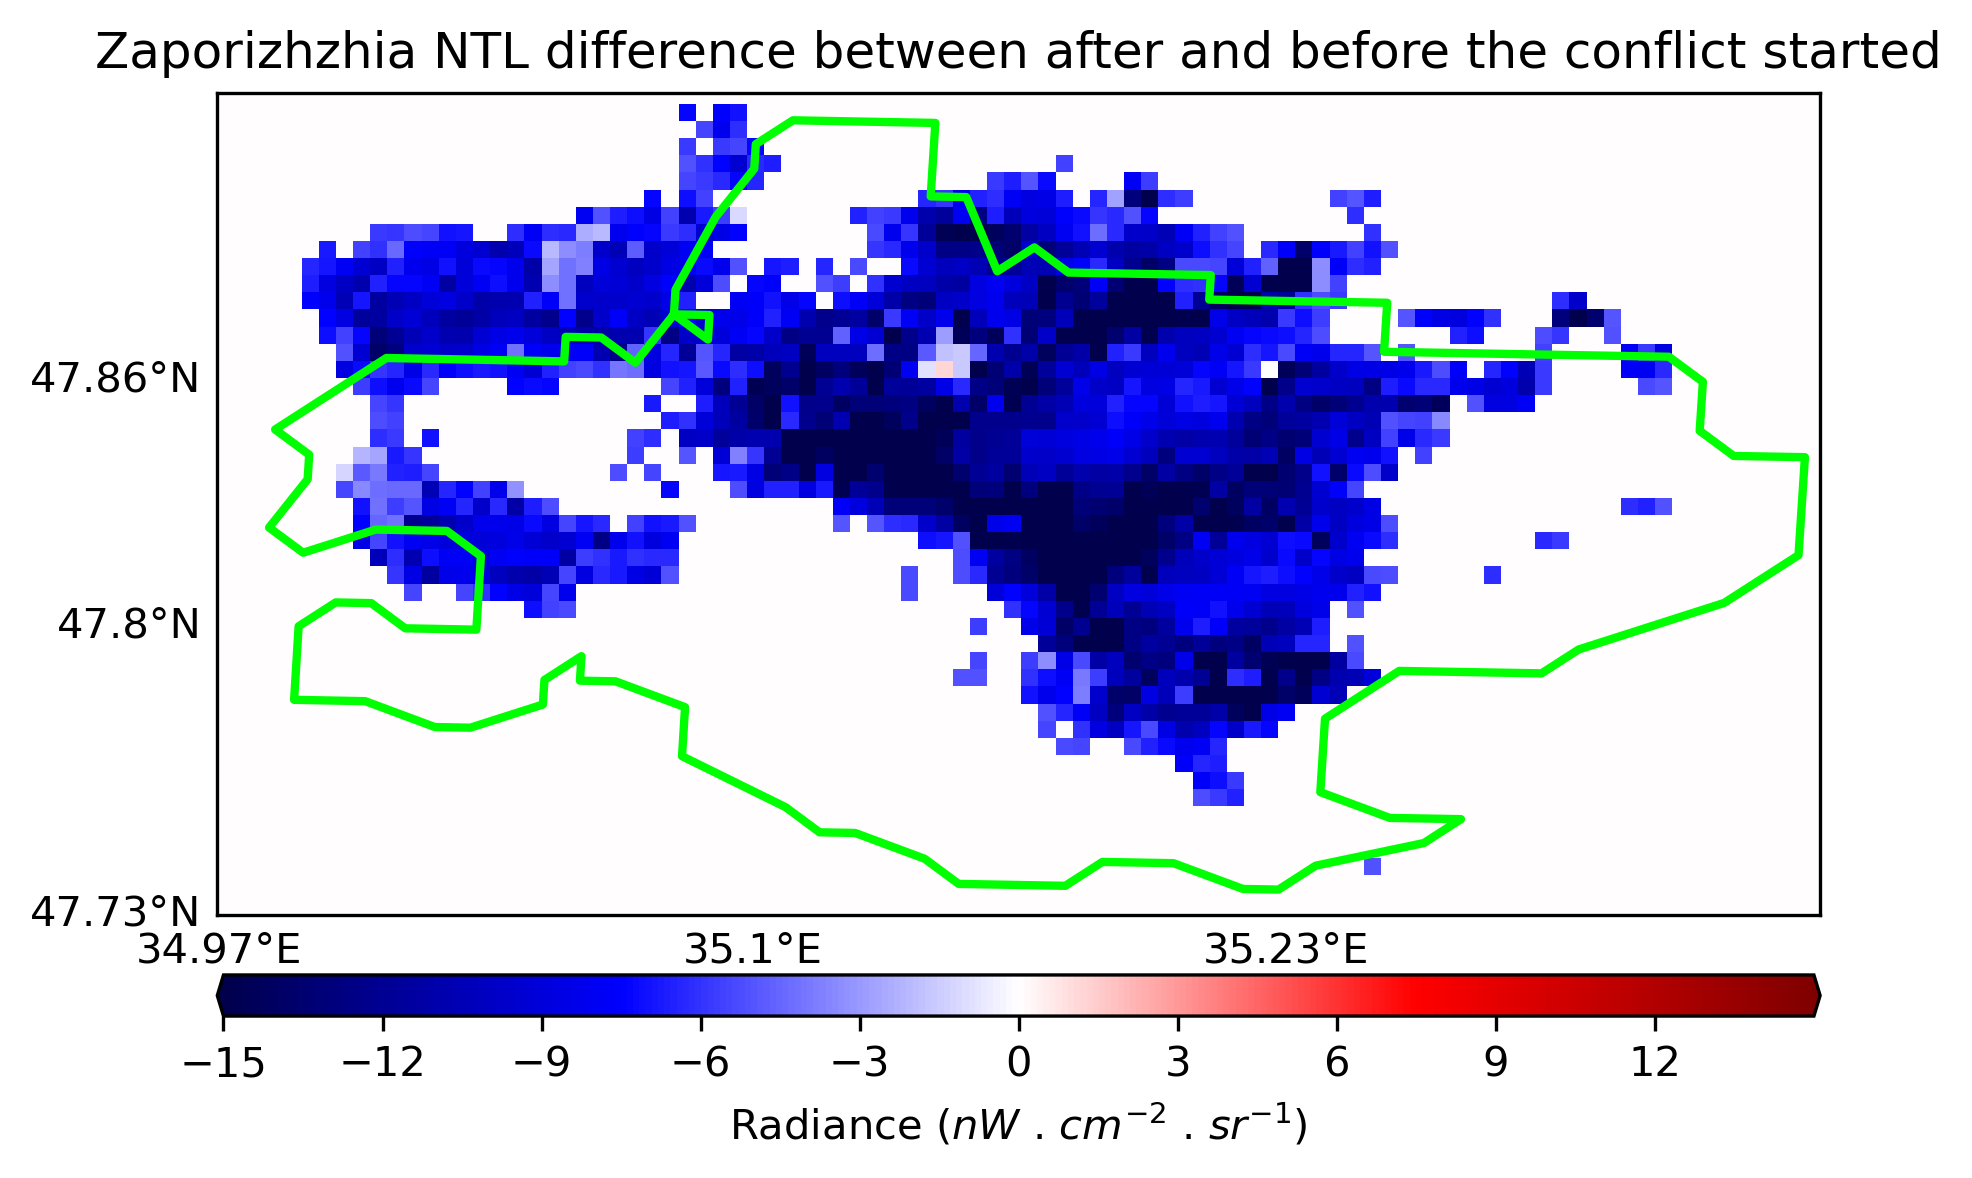 Zaporizhzhia NTL difference between after and before the conflict started
47.86°N
47.8°N
47.73°N
34.97°E 35.1°E 35.23°E
−15 −12 −9 −6 −3 0 3 6 9 12
Radiance (nW . cm⁻² . sr⁻¹)